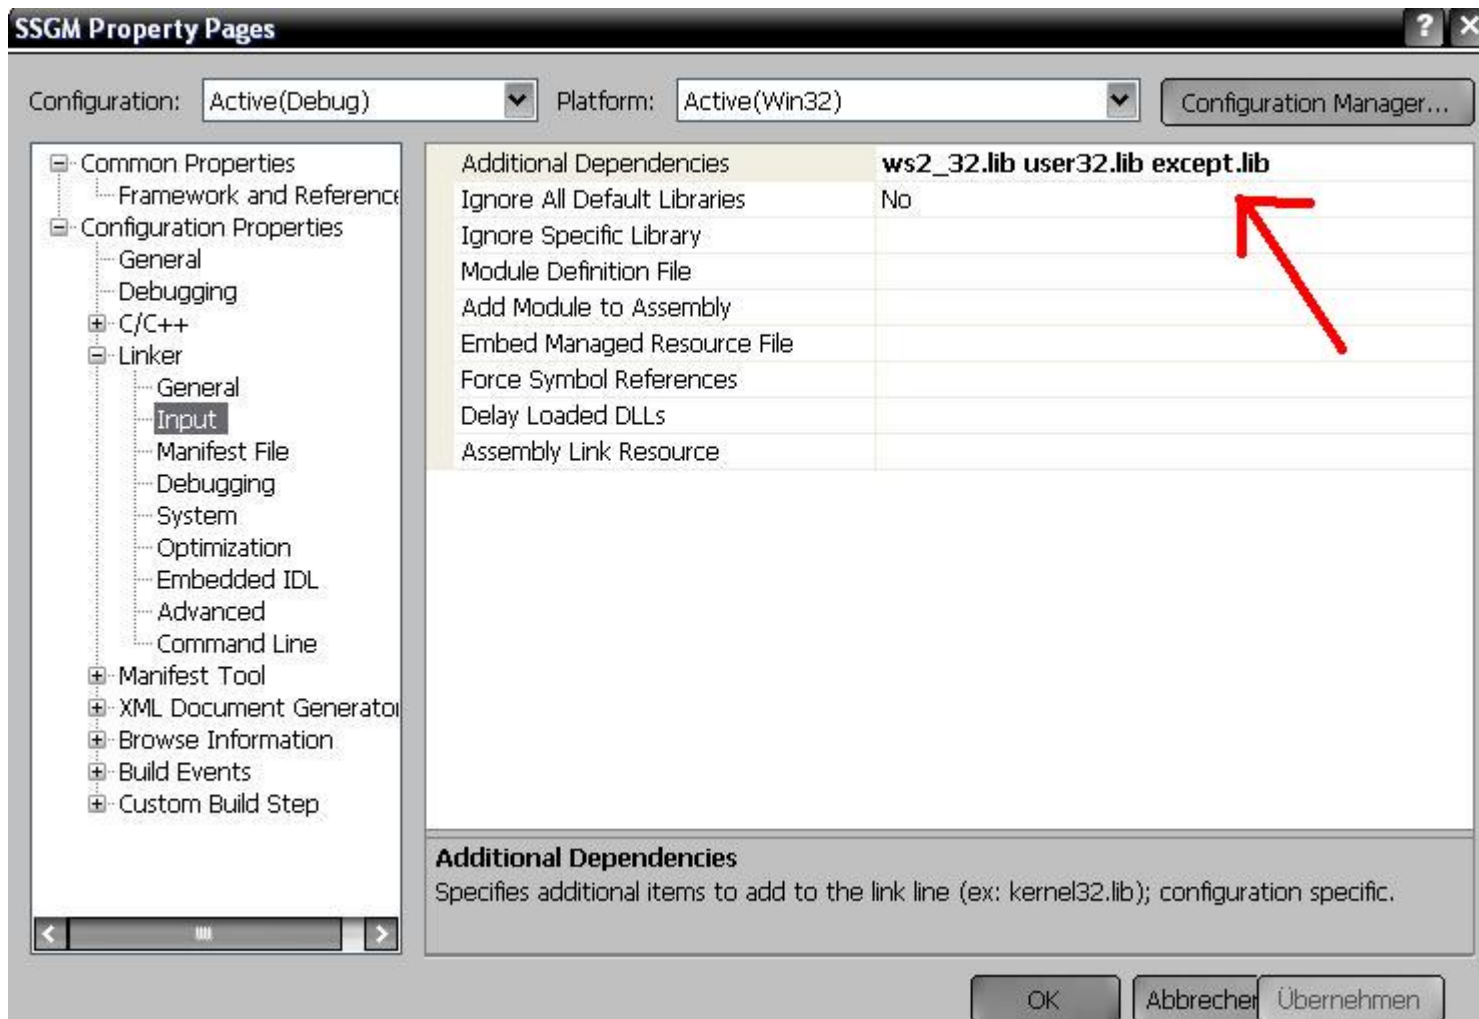 SSGM Property Pages
Configuration: Active(Debug) Platform: Active(Win32) Configuration Manager...
Common Properties
Framework and Reference
Configuration Properties
General
Debugging
C/C++
Linker
General
Input
Manifest File
Debugging
System
Optimization
Embedded IDL
Advanced
Command Line
Manifest Tool
XML Document Generator
Browse Information
Build Events
Custom Build Step
Additional Dependencies ws2_32.lib user32.lib except.lib
Ignore All Default Libraries No
Ignore Specific Library
Module Definition File
Add Module to Assembly
Embed Managed Resource File
Force Symbol References
Delay Loaded DLLs
Assembly Link Resource
Additional Dependencies
Specifies additional items to add to the link line (ex: kernel32.lib); configuration specific.
OK Abbrechen Übernehmen